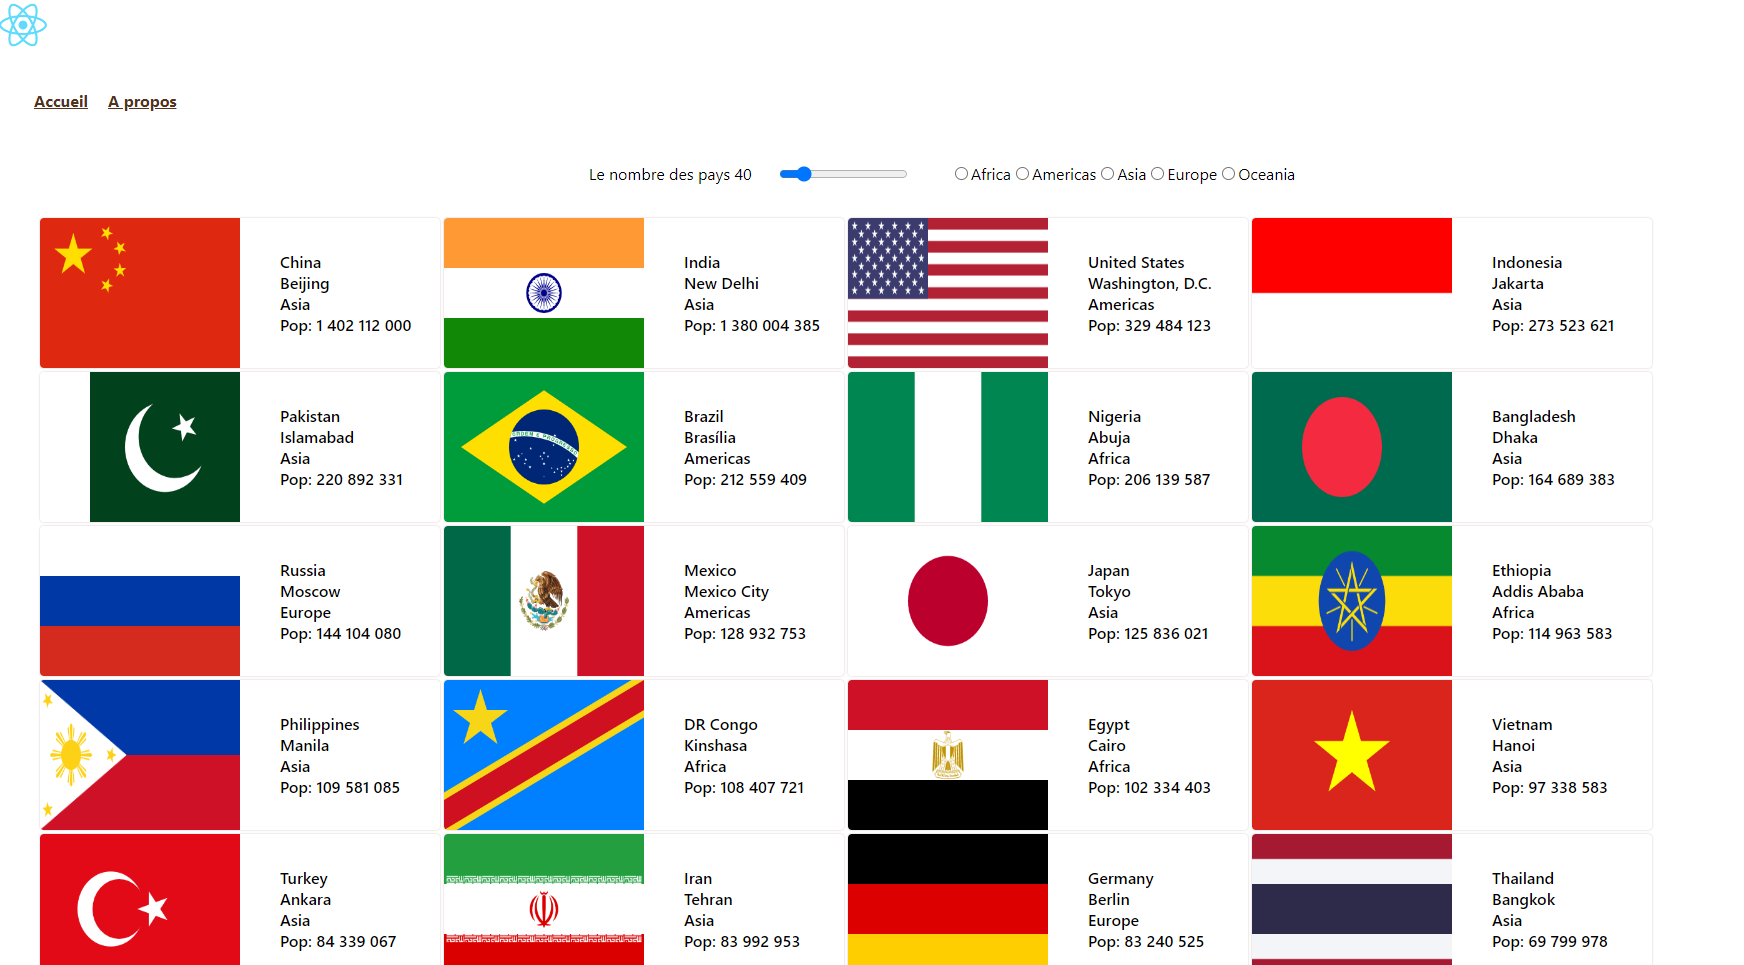 Accueil A propos
Le nombre des pays 40 Africa Americas Asia Europe Oceania
China
Beijing
Asia
Pop: 1 402 112 000
India
New Delhi
Asia
Pop: 1 380 004 385
United States
Washington, D.C.
Americas
Pop: 329 484 123
Indonesia
Jakarta
Asia
Pop: 273 523 621
Pakistan
Islamabad
Asia
Pop: 220 892 331
Brazil
Brasília
Americas
Pop: 212 559 409
Nigeria
Abuja
Africa
Pop: 206 139 587
Bangladesh
Dhaka
Asia
Pop: 164 689 383
Russia
Moscow
Europe
Pop: 144 104 080
Mexico
Mexico City
Americas
Pop: 128 932 753
Japan
Tokyo
Asia
Pop: 125 836 021
Ethiopia
Addis Ababa
Africa
Pop: 114 963 583
Philippines
Manila
Asia
Pop: 109 581 085
DR Congo
Kinshasa
Africa
Pop: 108 407 721
Egypt
Cairo
Africa
Pop: 102 334 403
Vietnam
Hanoi
Asia
Pop: 97 338 583
Turkey
Ankara
Asia
Pop: 84 339 067
Iran
Tehran
Asia
Pop: 83 992 953
Germany
Berlin
Europe
Pop: 83 240 525
Thailand
Bangkok
Asia
Pop: 69 799 978